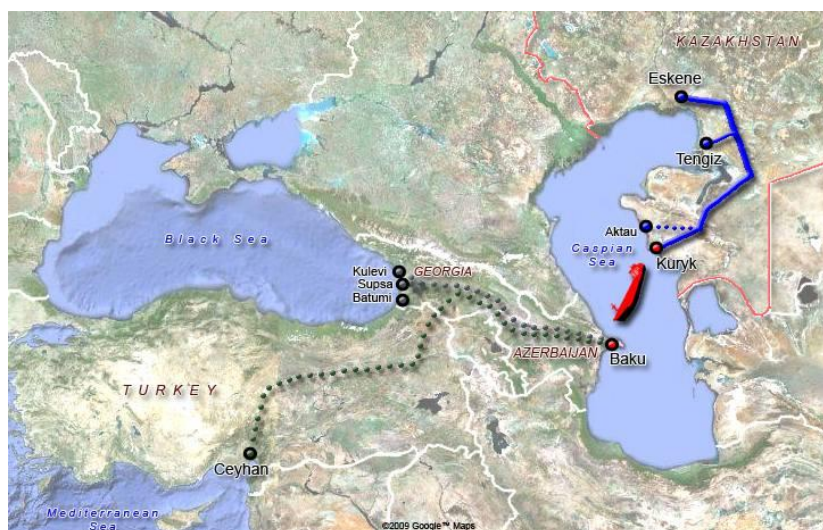 KAZAKHSTAN
Eskene
Tengiz
Black Sea
Aktau
Caspian
Sea
Kuryk
Kulevi
GEORGIA
Supsa
Batumi
AZERBAIJAN
Baku
TURKEY
Ceyhan
Mediterranean
Sea
©2009 Google™ Maps